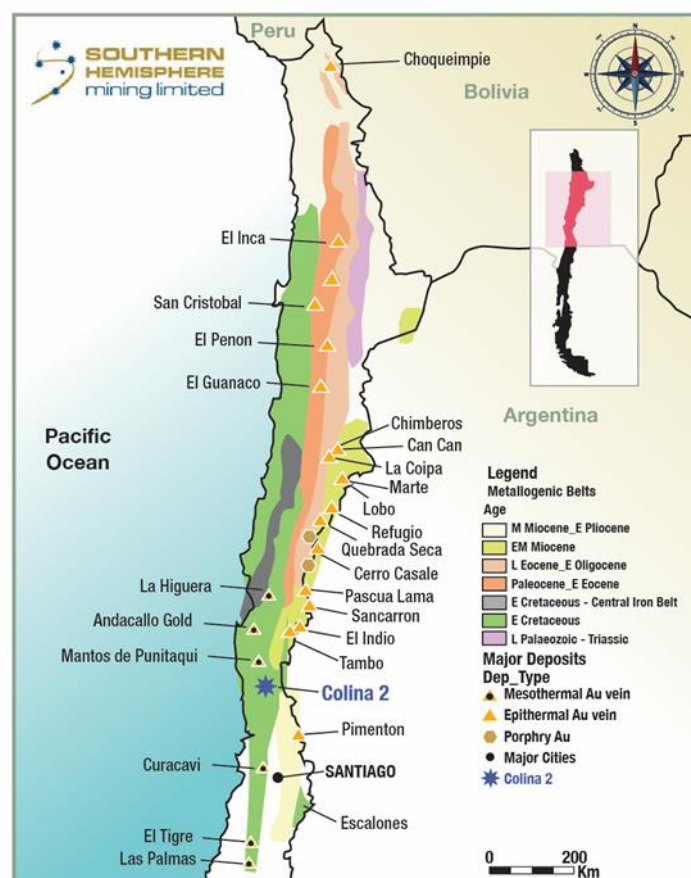 SOUTHERN
HEMISPHERE
mining limited
Peru
Choqueimpie
Bolivia
N
E
S
W
El Inca
San Cristobal
El Penon
El Guanaco
Argentina
Pacific
Ocean
Chimberos
Can Can
La Coipa
Marte
Lobo
Refugio
Quebrada Seca
Cerro Casale
Pascua Lama
Sancarron
El Indio
Tambo
La Higuera
Andacallo Gold
Mantos de Punitaqui
Colina 2
Pimenton
Curacavi
SANTIAGO
Escalones
El Tigre
Las Palmas
Legend
Metallogenic Belts
Age
M Miocene_E Pliocene
EM Miocene
L Eocene_E Oligocene
Paleocene_E Eocene
E Cretaceous - Central Iron Belt
E Cretaceous
L Palaeozoic - Triassic
Major Deposits
Dep_Type
Mesothermal Au vein
Epithermal Au vein
Porphry Au
Major Cities
Colina 2
0 200
Km